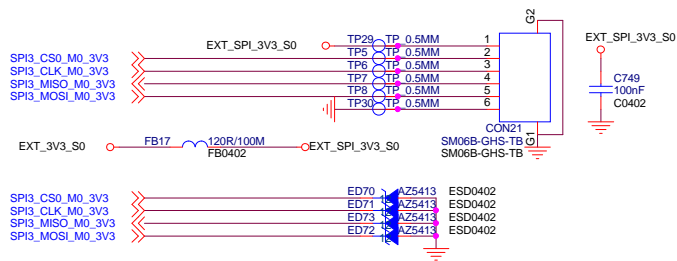 G2
EXT_SPI_3V3_S0
EXT_SPI_3V3_S0
TP29 TP 0.5MM 1
SPI3_CS0_M0_3V3 TP5 TP 0.5MM 2
SPI3_CLK_M0_3V3 TP6 TP 0.5MM 3
SPI3_MISO_M0_3V3 TP7 TP 0.5MM 4
SPI3_MOSI_M0_3V3 TP8 TP 0.5MM 5
TP30 TP 0.5MM 6
C749
100nF
C0402
CON21
G1
SM06B-GHS-TB
SM06B-GHS-TB
EXT_3V3_S0 FB17 120R/100M EXT_SPI_3V3_S0
FB0402
SPI3_CS0_M0_3V3 ED70 AZ5413 ESD0402
SPI3_CLK_M0_3V3 ED71 AZ5413 ESD0402
SPI3_MISO_M0_3V3 ED73 AZ5413 ESD0402
SPI3_MOSI_M0_3V3 ED72 AZ5413 ESD0402